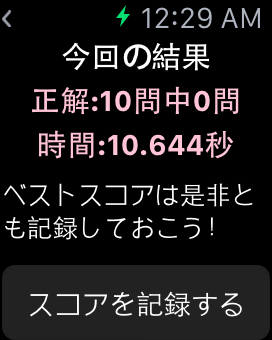 12:29 AM
今回の結果
正解:10問中0問
時間:10.644秒
ベストスコアは是非と
も記録しておこう!
スコアを記録する